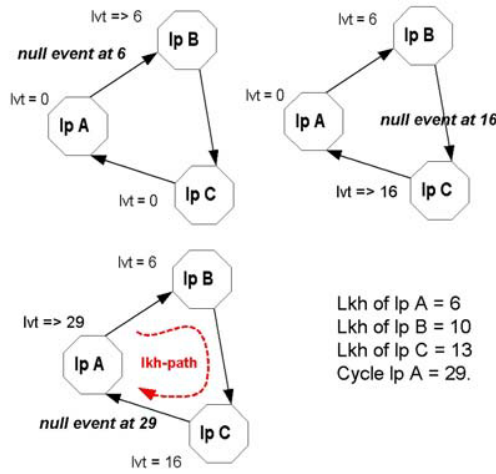 lvt => 6
lp B
null event at 6
lvt = 0
lp A
lvt = 0
lp C
lvt = 6
lp B
lvt = 0
lp A
null event at 16
lvt => 16
lp C
lvt = 6
lp B
lvt => 29
lp A
lkh-path
null event at 29
lp C
lvt = 16
Lkh of lp A = 6
Lkh of lp B = 10
Lkh of lp C = 13
Cycle lp A = 29.